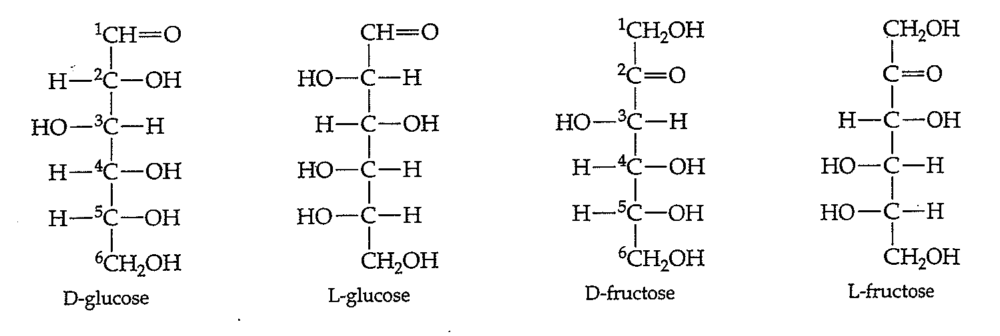 ¹CH=O CH=O ¹CH₂OH CH₂OH
H—²C—OH HO—C—H ²C=O C=O
HO—³C—H H—C—OH HO—³C—H H—C—OH
H—⁴C—OH HO—C—H H—⁴C—OH HO—C—H
H—⁵C—OH HO—C—H H—⁵C—OH HO—C—H
⁶CH₂OH CH₂OH ⁶CH₂OH CH₂OH
D-glucose L-glucose D-fructose L-fructose